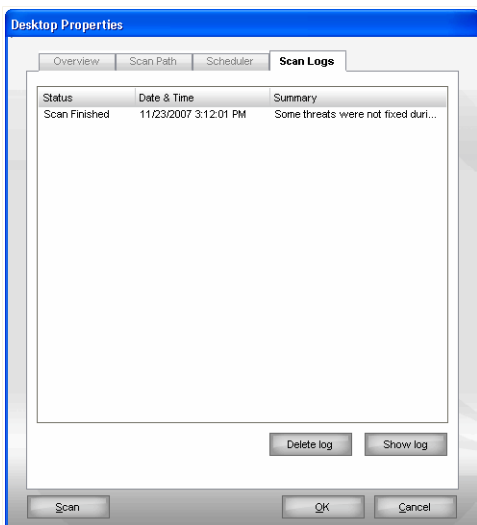 Desktop Properties
Overview Scan Path Scheduler Scan Logs
Status Date & Time Summary
Scan Finished 11/23/2007 3:12:01 PM Some threats were not fixed duri...
Delete log Show log
Scan OK Cancel